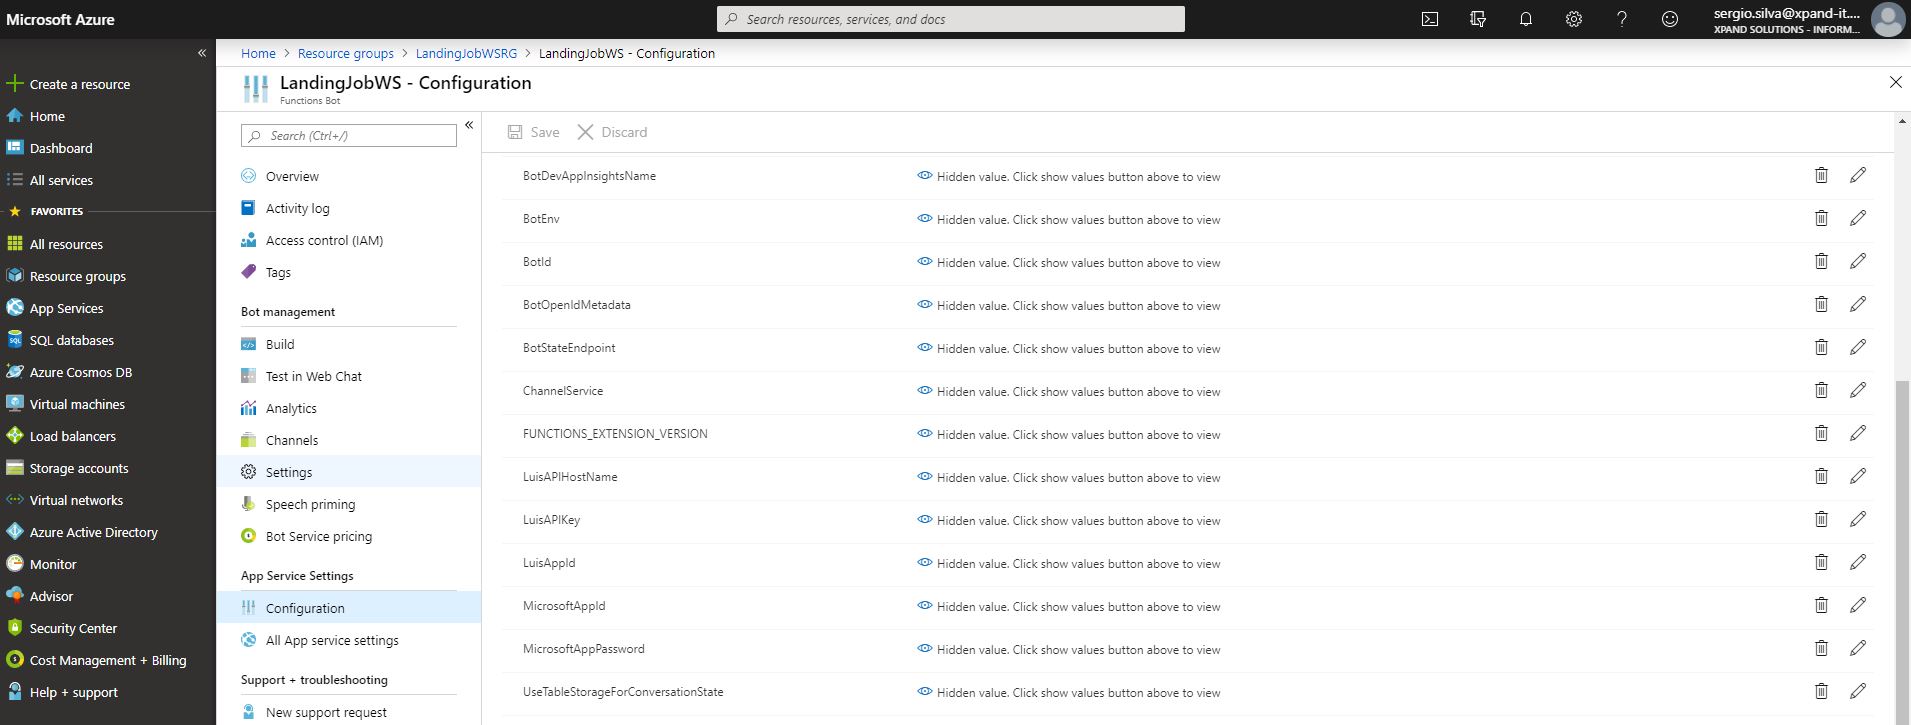 Microsoft Azure
Search resources, services, and docs
sergio.silva@xpand-it....
XPAND SOLUTIONS - INFORM...
Create a resource
Home
Dashboard
All services
FAVORITES
All resources
Resource groups
App Services
SQL databases
Azure Cosmos DB
Virtual machines
Load balancers
Storage accounts
Virtual networks
Azure Active Directory
Monitor
Advisor
Security Center
Cost Management + Billing
Help + support
Home > Resource groups > LandingJobWSRG > LandingJobWS - Configuration
LandingJobWS - Configuration
Functions Bot
Search (Ctrl+/)
Overview
Activity log
Access control (IAM)
Tags
Bot management
Build
Test in Web Chat
Analytics
Channels
Settings
Speech priming
Bot Service pricing
App Service Settings
Configuration
All App service settings
Support + troubleshooting
New support request
Save Discard
BotDevAppInsightsName Hidden value. Click show values button above to view
BotEnv Hidden value. Click show values button above to view
BotId Hidden value. Click show values button above to view
BotOpenIdMetadata Hidden value. Click show values button above to view
BotStateEndpoint Hidden value. Click show values button above to view
ChannelService Hidden value. Click show values button above to view
FUNCTIONS_EXTENSION_VERSION Hidden value. Click show values button above to view
LuisAPIHostName Hidden value. Click show values button above to view
LuisAPIKey Hidden value. Click show values button above to view
LuisAppId Hidden value. Click show values button above to view
MicrosoftAppId Hidden value. Click show values button above to view
MicrosoftAppPassword Hidden value. Click show values button above to view
UseTableStorageForConversationState Hidden value. Click show values button above to view